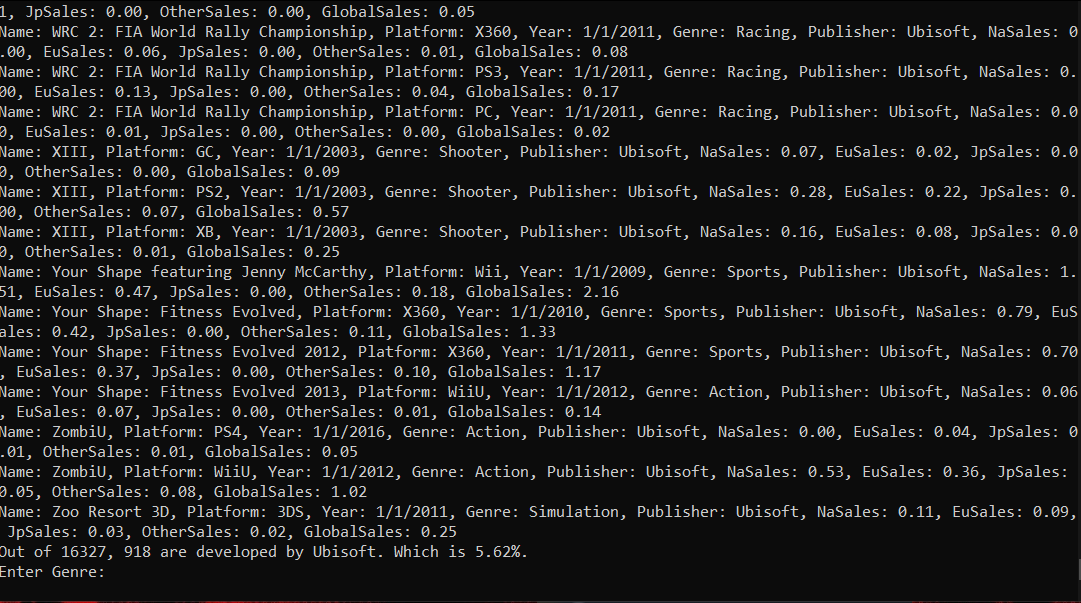 1, JpSales: 0.00, OtherSales: 0.00, GlobalSales: 0.05
Name: WRC 2: FIA World Rally Championship, Platform: X360, Year: 1/1/2011, Genre: Racing, Publisher: Ubisoft, NaSales: 0
.00, EuSales: 0.06, JpSales: 0.00, OtherSales: 0.01, GlobalSales: 0.08
Name: WRC 2: FIA World Rally Championship, Platform: PS3, Year: 1/1/2011, Genre: Racing, Publisher: Ubisoft, NaSales: 0.
00, EuSales: 0.13, JpSales: 0.00, OtherSales: 0.04, GlobalSales: 0.17
Name: WRC 2: FIA World Rally Championship, Platform: PC, Year: 1/1/2011, Genre: Racing, Publisher: Ubisoft, NaSales: 0.0
0, EuSales: 0.01, JpSales: 0.00, OtherSales: 0.00, GlobalSales: 0.02
Name: XIII, Platform: GC, Year: 1/1/2003, Genre: Shooter, Publisher: Ubisoft, NaSales: 0.07, EuSales: 0.02, JpSales: 0.0
0, OtherSales: 0.00, GlobalSales: 0.09
Name: XIII, Platform: PS2, Year: 1/1/2003, Genre: Shooter, Publisher: Ubisoft, NaSales: 0.28, EuSales: 0.22, JpSales: 0.
00, OtherSales: 0.07, GlobalSales: 0.57
Name: XIII, Platform: XB, Year: 1/1/2003, Genre: Shooter, Publisher: Ubisoft, NaSales: 0.16, EuSales: 0.08, JpSales: 0.0
0, OtherSales: 0.01, GlobalSales: 0.25
Name: Your Shape featuring Jenny McCarthy, Platform: Wii, Year: 1/1/2009, Genre: Sports, Publisher: Ubisoft, NaSales: 1.
51, EuSales: 0.47, JpSales: 0.00, OtherSales: 0.18, GlobalSales: 2.16
Name: Your Shape: Fitness Evolved, Platform: X360, Year: 1/1/2010, Genre: Sports, Publisher: Ubisoft, NaSales: 0.79, EuS
ales: 0.42, JpSales: 0.00, OtherSales: 0.11, GlobalSales: 1.33
Name: Your Shape: Fitness Evolved 2012, Platform: X360, Year: 1/1/2011, Genre: Sports, Publisher: Ubisoft, NaSales: 0.70
, EuSales: 0.37, JpSales: 0.00, OtherSales: 0.10, GlobalSales: 1.17
Name: Your Shape: Fitness Evolved 2013, Platform: WiiU, Year: 1/1/2012, Genre: Action, Publisher: Ubisoft, NaSales: 0.06
, EuSales: 0.07, JpSales: 0.00, OtherSales: 0.01, GlobalSales: 0.14
Name: ZombiU, Platform: PS4, Year: 1/1/2016, Genre: Action, Publisher: Ubisoft, NaSales: 0.00, EuSales: 0.04, JpSales: 0
.01, OtherSales: 0.01, GlobalSales: 0.05
Name: ZombiU, Platform: WiiU, Year: 1/1/2012, Genre: Action, Publisher: Ubisoft, NaSales: 0.53, EuSales: 0.36, JpSales:
0.05, OtherSales: 0.08, GlobalSales: 1.02
Name: Zoo Resort 3D, Platform: 3DS, Year: 1/1/2011, Genre: Simulation, Publisher: Ubisoft, NaSales: 0.11, EuSales: 0.09,
JpSales: 0.03, OtherSales: 0.02, GlobalSales: 0.25
Out of 16327, 918 are developed by Ubisoft. Which is 5.62%.
Enter Genre: